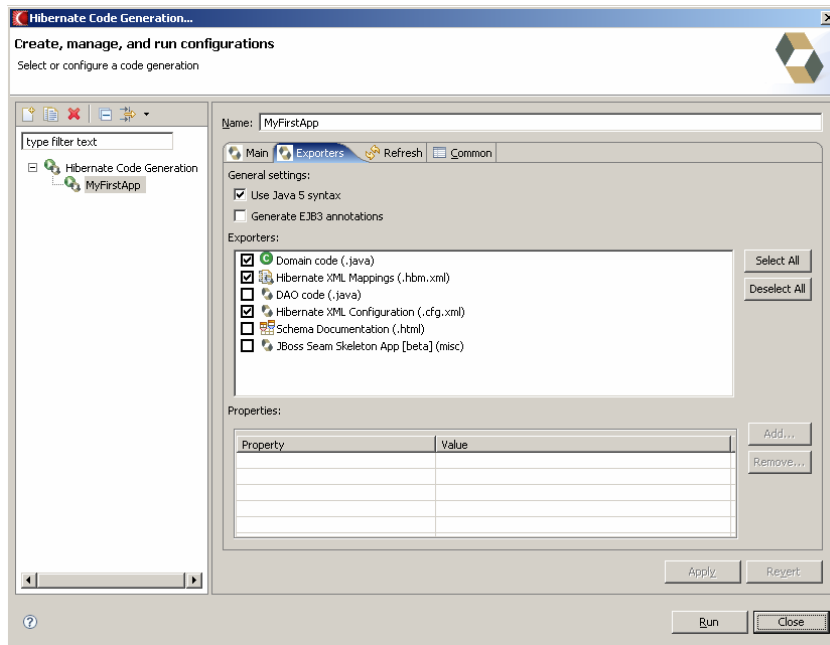 Hibernate Code Generation...
Create, manage, and run configurations
Select or configure a code generation
type filter text
Hibernate Code Generation
MyFirstApp
Name: MyFirstApp
Main Exporters Refresh Common
General settings:
Use Java 5 syntax
Generate EJB3 annotations
Exporters:
Domain code (.java)
Hibernate XML Mappings (.hbm.xml)
DAO code (.java)
Hibernate XML Configuration (.cfg.xml)
Schema Documentation (.html)
JBoss Seam Skeleton App [beta] (misc)
Select All
Deselect All
Properties:
Property Value
Add...
Remove...
Apply Revert
Run Close